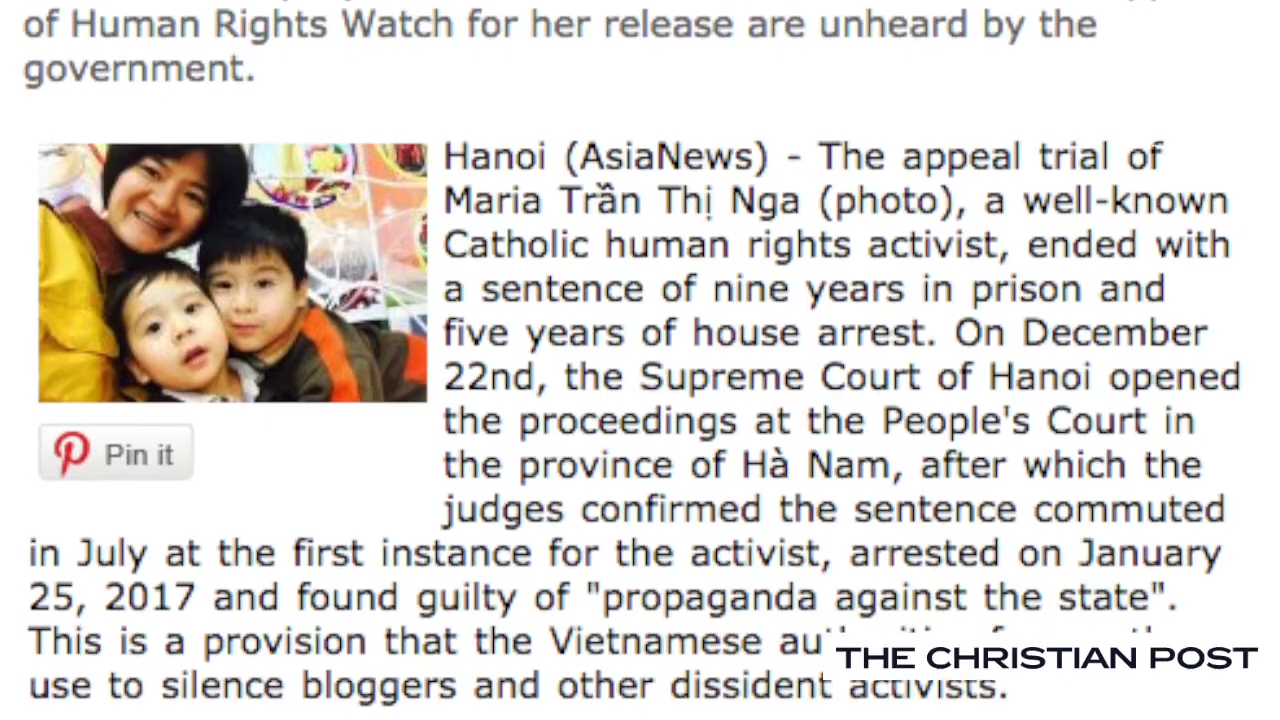 of Human Rights Watch for her release are unheard by the
government.
Hanoi (AsiaNews) - The appeal trial of
Maria Trần Thị Nga (photo), a well-known
Catholic human rights activist, ended with
a sentence of nine years in prison and
five years of house arrest. On December
22nd, the Supreme Court of Hanoi opened
the proceedings at the People's Court in
the province of Hà Nam, after which the
judges confirmed the sentence commuted
in July at the first instance for the activist, arrested on January
25, 2017 and found guilty of "propaganda against the state".
This is a provision that the Vietnamese
use to silence bloggers and other dissident activists.
Pin it
THE CHRISTIAN POST